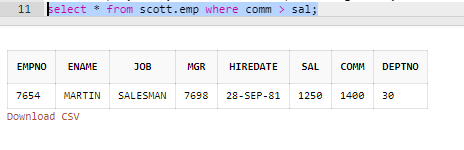 11 select * from scott.emp where comm > sal;
EMPNO ENAME JOB MGR HIREDATE SAL COMM DEPTNO
7654 MARTIN SALESMAN 7698 28-SEP-81 1250 1400 30
Download CSV